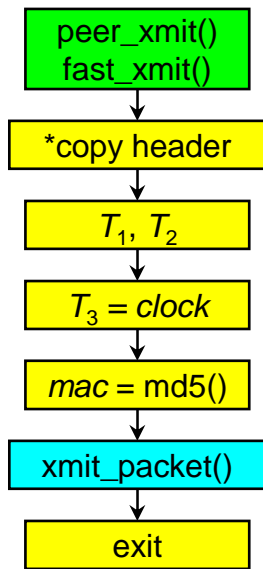 peer_xmit()
fast_xmit()
*copy header
T₁, T₂
T₃ = clock
mac = md5()
xmit_packet()
exit